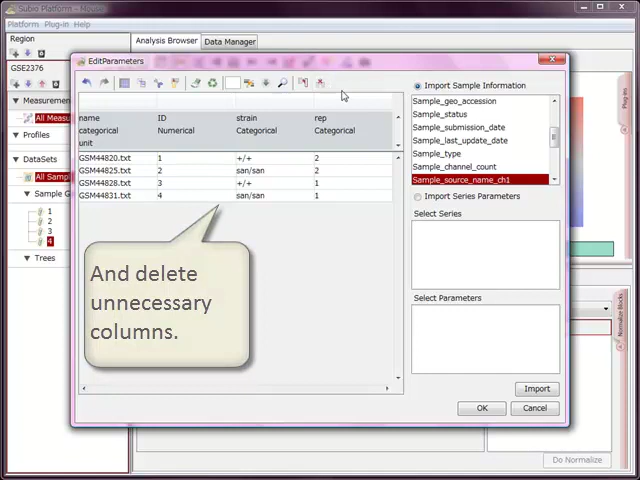 Subio Platform - Mouse
Platform Plug-in Help
Region
Analysis Browser Data Manager
GSE2376
Measurement
All Measu
Profiles
DataSets
All Sampl
Sample G
1
2
3
4
Trees
EditParameters
name ID strain rep
categorical Numerical Categorical Categorical
unit
GSM44820.txt 1 +/+ 2
GSM44825.txt 2 san/san 2
GSM44828.txt 3 +/+ 1
GSM44831.txt 4 san/san 1
And delete
unnecessary
columns.
Import Sample Information
Sample_geo_accession
Sample_status
Sample_submission_date
Sample_last_update_date
Sample_type
Sample_channel_count
Sample_source_name_ch1
Import Series Parameters
Select Series
Select Parameters
Import
OK Cancel
Plug-ins
Normalize Blocks
Do Normalize